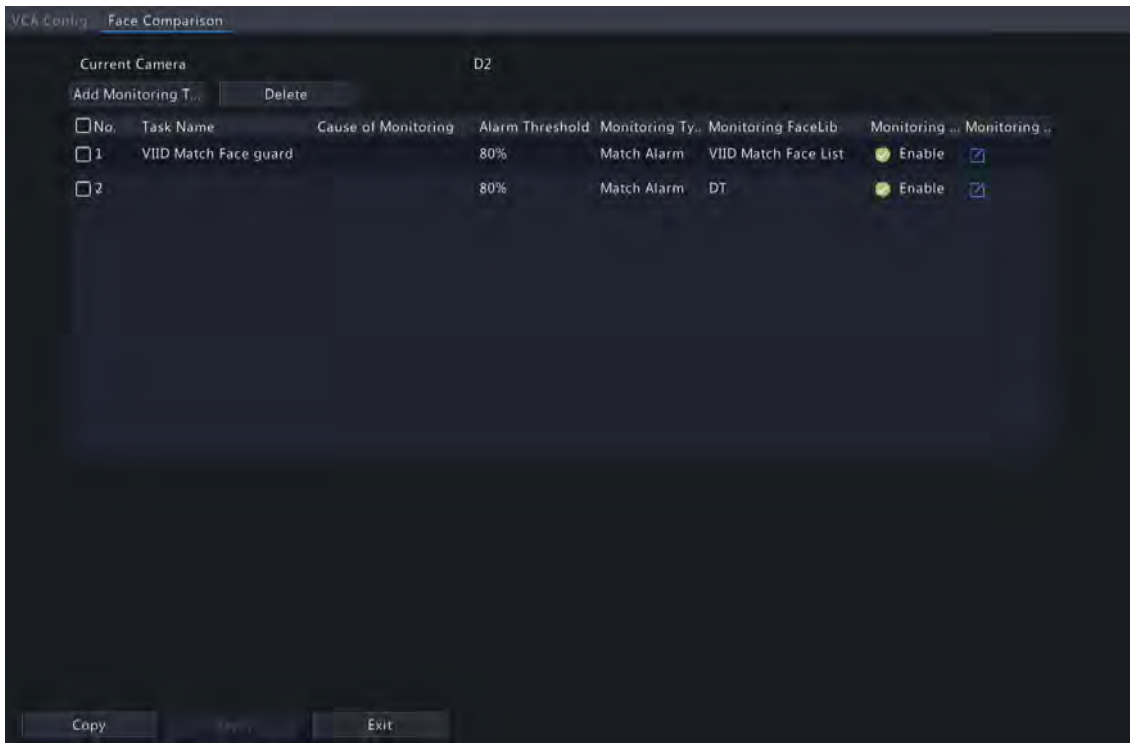 VCA Config Face Comparison
Current Camera D2
Add Monitoring T... Delete
No. Task Name Cause of Monitoring Alarm Threshold Monitoring Ty.. Monitoring FaceLib Monitoring ... Monitoring ..
1 VIID Match Face guard 80% Match Alarm VIID Match Face List Enable
2 80% Match Alarm DT Enable
Copy Exit